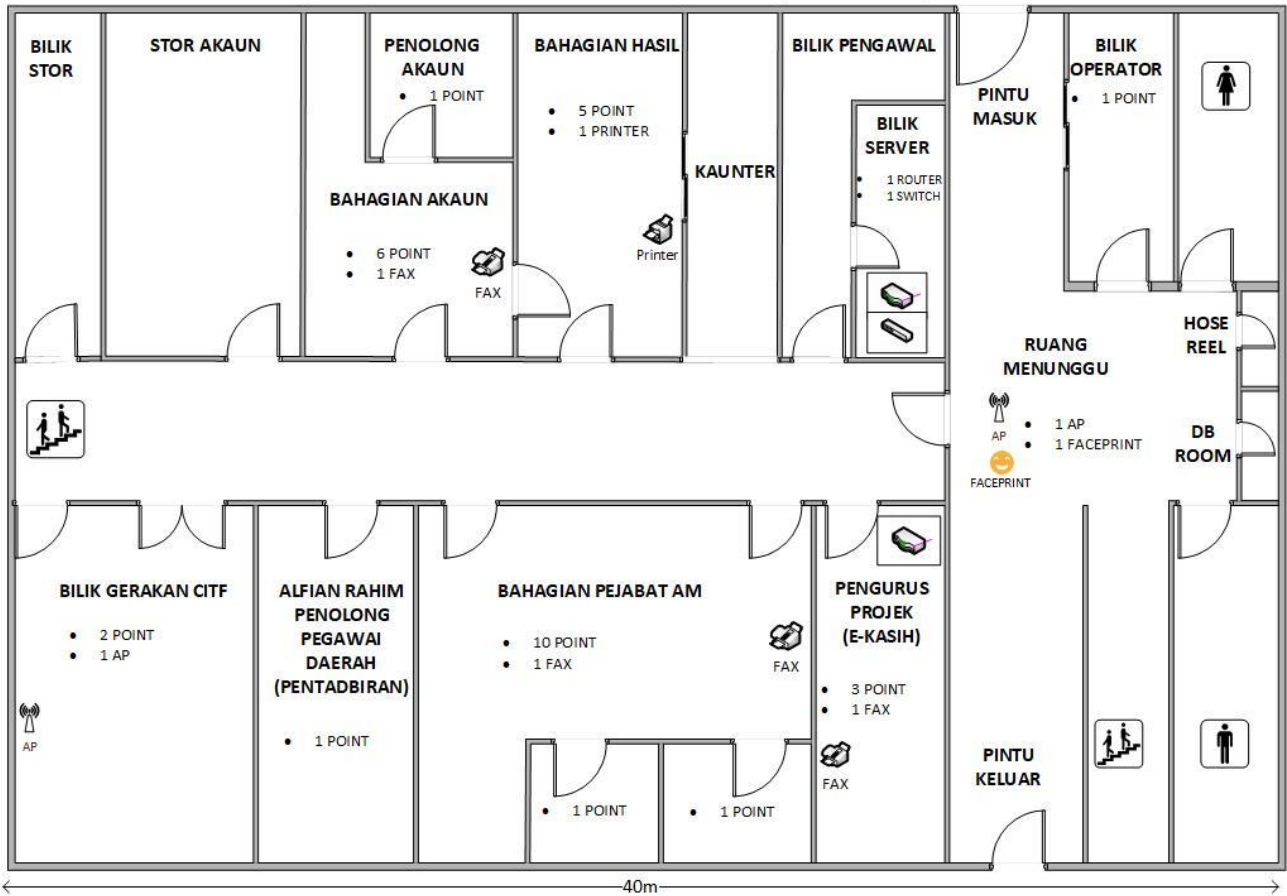 BILIK
STOR
STOR AKAUN
PENOLONG
AKAUN
• 1 POINT
BAHAGIAN HASIL
• 5 POINT
• 1 PRINTER
Printer
KAUNTER
BILIK PENGAWAL
BILIK
SERVER
• 1 ROUTER
• 1 SWITCH
PINTU
MASUK
BILIK
OPERATOR
• 1 POINT
BAHAGIAN AKAUN
• 6 POINT
• 1 FAX
FAX
RUANG
MENUNGGU
• 1 AP
• 1 FACEPRINT
AP
FACEPRINT
HOSE
REEL
DB
ROOM
BILIK GERAKAN CITF
• 2 POINT
• 1 AP
AP
ALFIAN RAHIM
PENOLONG
PEGAWAI
DAERAH
(PENTADBIRAN)
• 1 POINT
BAHAGIAN PEJABAT AM
• 10 POINT
• 1 FAX
FAX
• 1 POINT
• 1 POINT
PENGURUS
PROJEK
(E-KASIH)
• 3 POINT
• 1 FAX
FAX
PINTU
KELUAR
40m